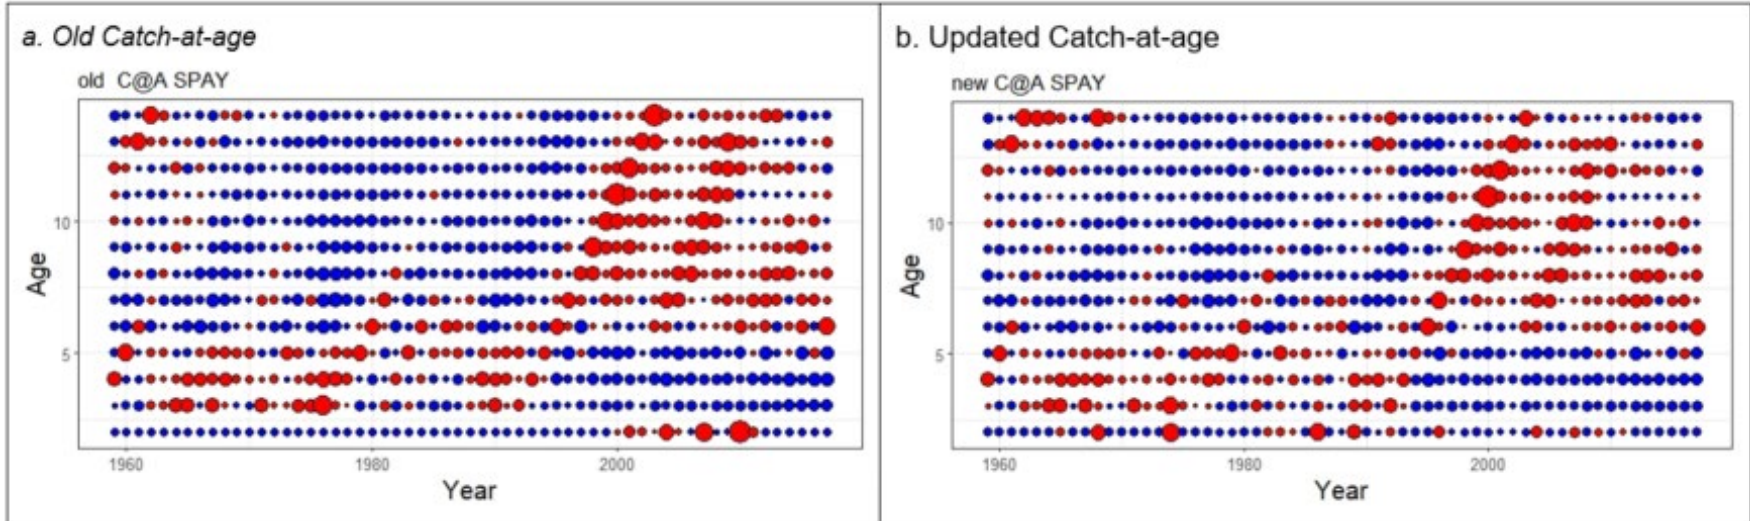 a. Old Catch-at-age
old C@A SPAY
Age
10
5
1960
1980
2000
Year
b. Updated Catch-at-age
new C@A SPAY
Age
10
5
1960
1980
2000
Year